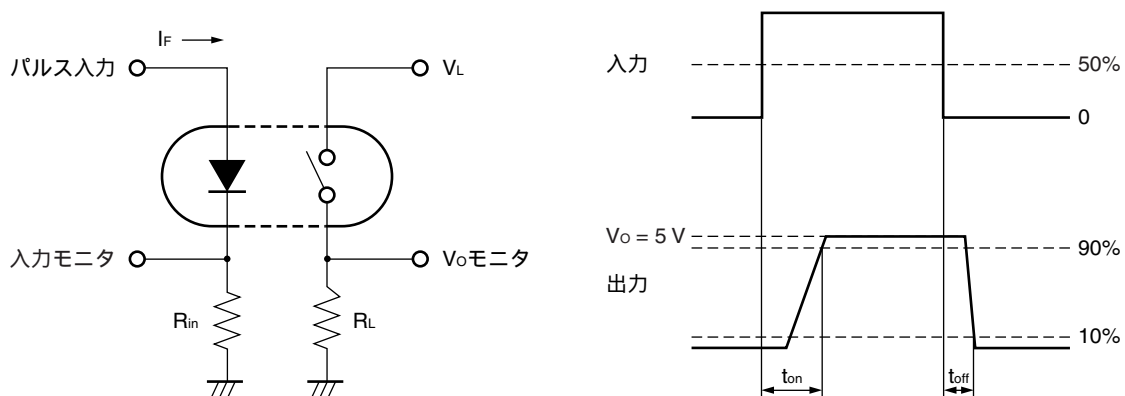 IF
パルス入力
VL
入力モニタ
VOモニタ
Rin
RL
入力
50%
0
VO = 5 V
90%
出力
10%
ton
toff